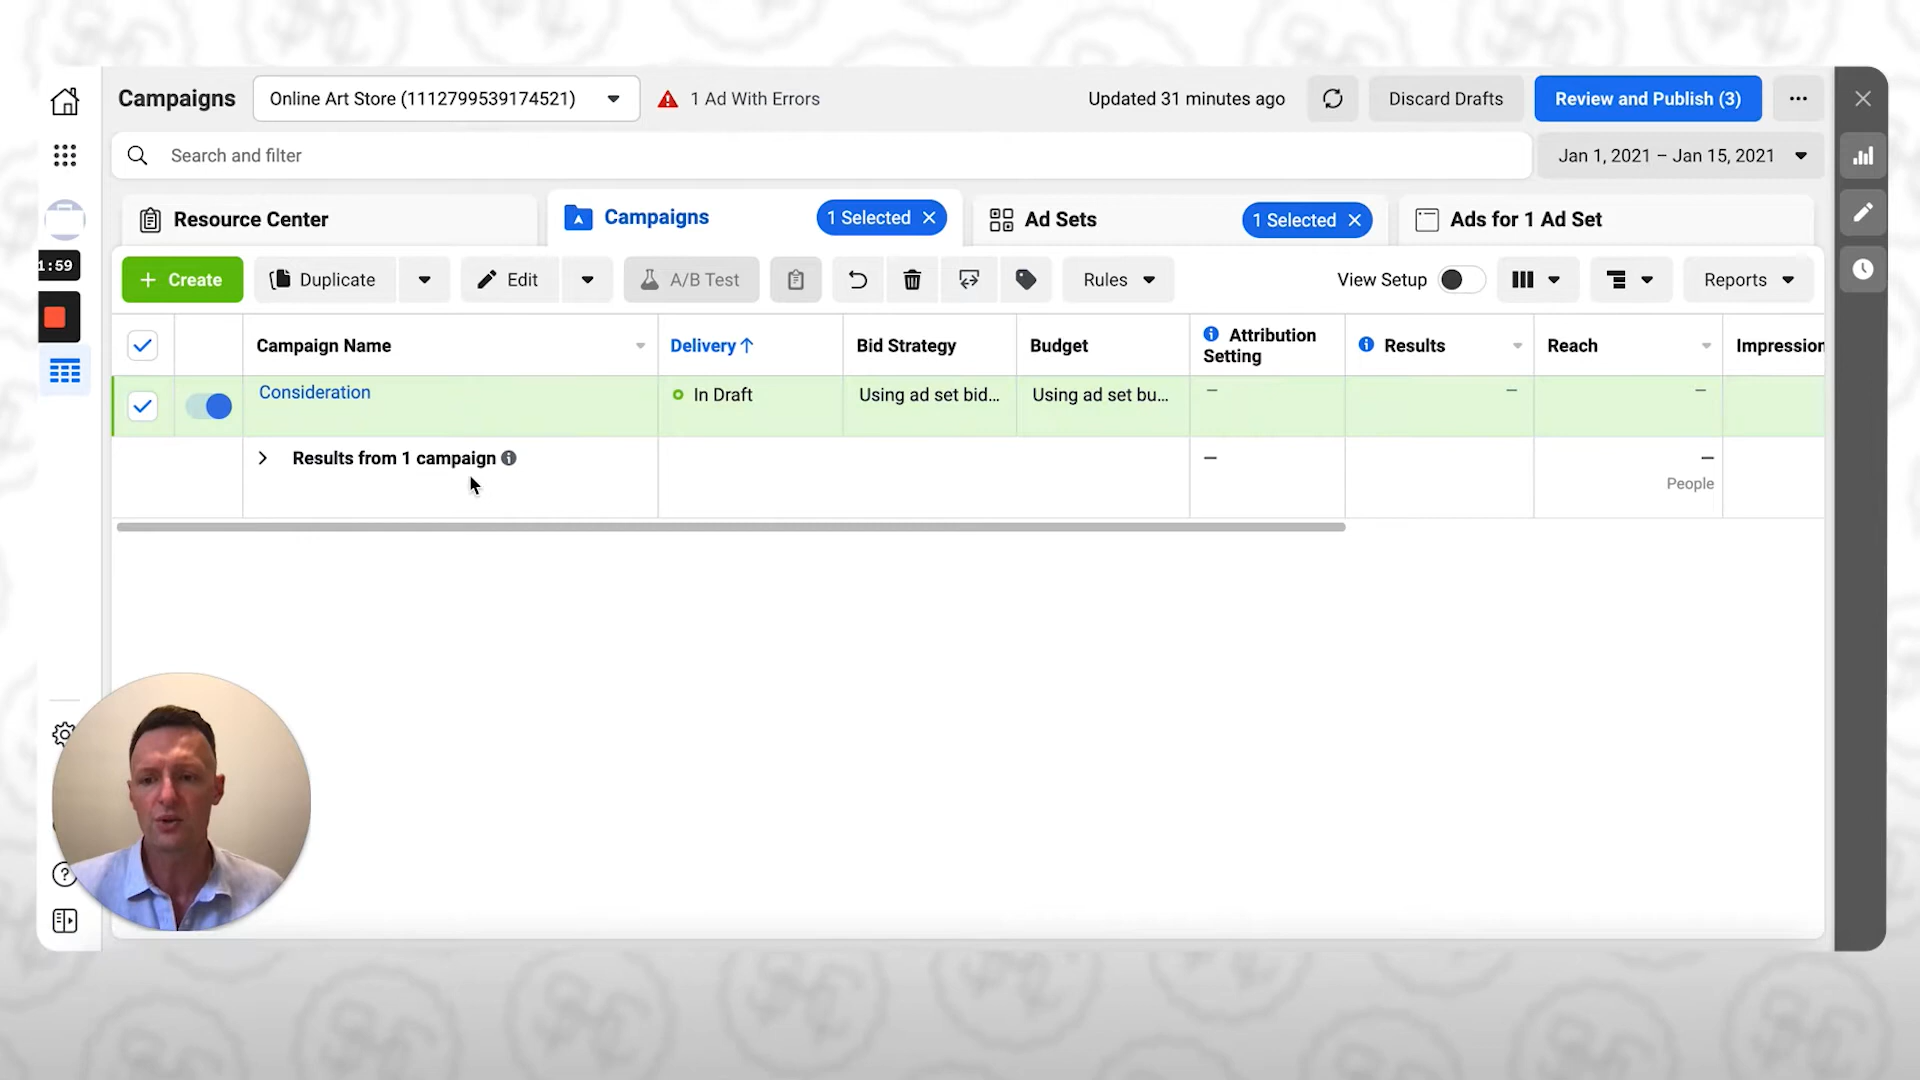 Campaigns
Online Art Store (1112799539174521)
1 Ad With Errors
Updated 31 minutes ago
Discard Drafts
Review and Publish (3)
Search and filter
Jan 1, 2021 – Jan 15, 2021
Resource Center
Campaigns
1 Selected
Ad Sets
1 Selected
Ads for 1 Ad Set
1:59
+ Create
Duplicate
Edit
A/B Test
Rules
View Setup
Reports
Campaign Name
Delivery↑
Bid Strategy
Budget
Attribution
Setting
Results
Reach
Impression
Consideration
In Draft
Using ad set bid...
Using ad set bu...
–
–
–
Results from 1 campaign
–
–
People